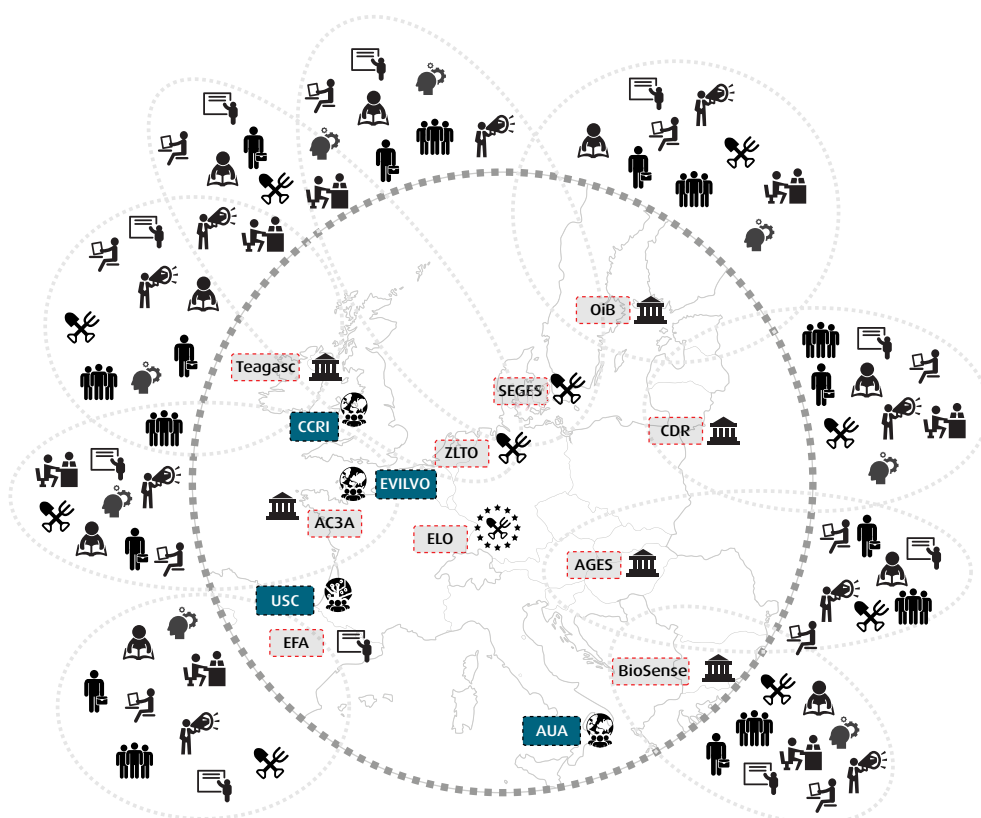 OiB
Teagasc
SEGES
CCRI
CDR
ZLTO
EVILVO
AC3A
ELO
AGES
USC
EFA
BioSense
AUA